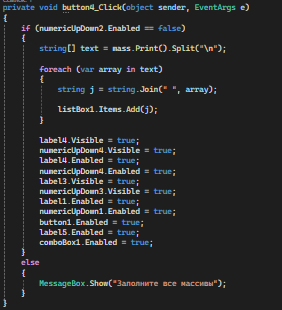 private void button4_Click(object sender, EventArgs e)
{
if (numericUpDown2.Enabled == false)
{
string[] text = mass.Print().Split("\n");
foreach (var array in text)
{
string j = string.Join(" ", array);
listBox1.Items.Add(j);
}
label4.Visible = true;
numericUpDown4.Visible = true;
label4.Enabled = true;
numericUpDown4.Enabled = true;
label3.Visible = true;
numericUpDown3.Visible = true;
label1.Enabled = true;
numericUpDown1.Enabled = true;
button1.Enabled = true;
label5.Enabled = true;
comboBox1.Enabled = true;
}
else
{
MessageBox.Show("Заполните все массивы");
}
}